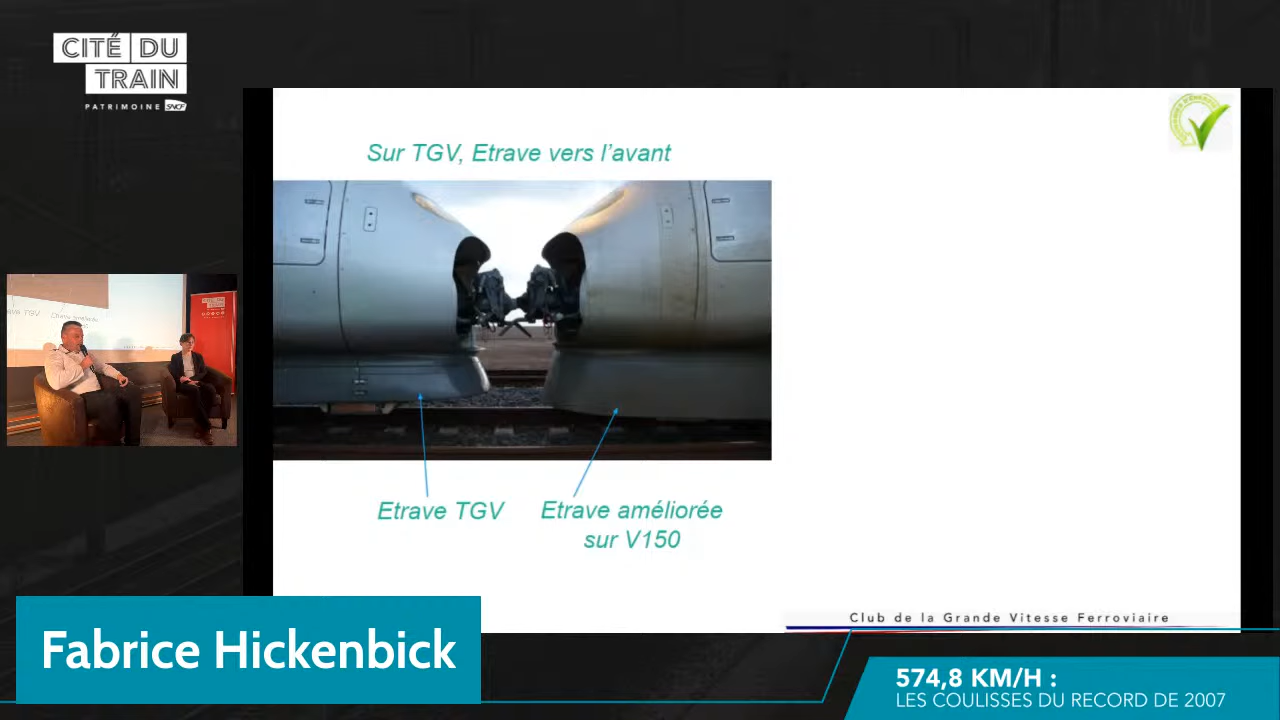 CITÉ DU
TRAIN
PATRIMOINE SNCF
Sur TGV, Etrave vers l'avant
Etrave TGV
Etrave améliorée
sur V150
Club de la Grande Vitesse Ferroviaire
Fabrice Hickenbick
574,8 KM/H :
LES COULISSES DU RECORD DE 2007